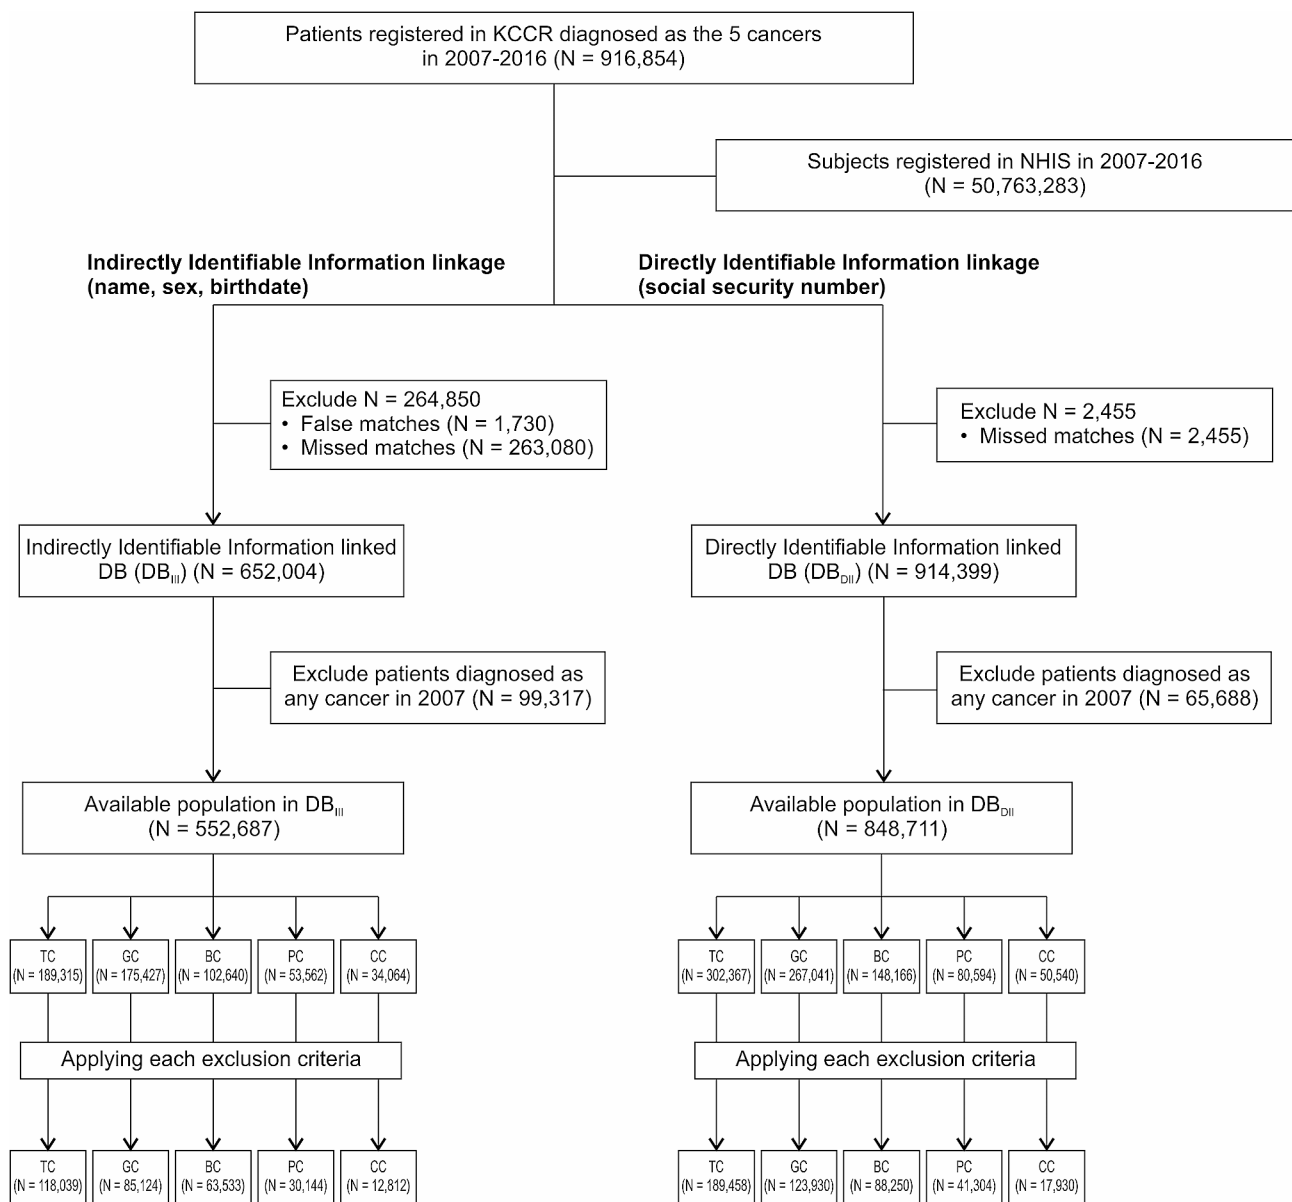 Patients registered in KCCR diagnosed as the 5 cancers
in 2007-2016 (N = 916,854)
Subjects registered in NHIS in 2007-2016
(N = 50,763,283)
Indirectly Identifiable Information linkage
(name, sex, birthdate)
Directly Identifiable Information linkage
(social security number)
Exclude N = 264,850
• False matches (N = 1,730)
• Missed matches (N = 263,080)
Exclude N = 2,455
• Missed matches (N = 2,455)
Indirectly Identifiable Information linked
DB (DBIII) (N = 652,004)
Directly Identifiable Information linked
DB (DBDII) (N = 914,399)
Exclude patients diagnosed as
any cancer in 2007 (N = 99,317)
Exclude patients diagnosed as
any cancer in 2007 (N = 65,688)
Available population in DBIII
(N = 552,687)
Available population in DBDII
(N = 848,711)
TC
(N = 189,315)
GC
(N = 175,427)
BC
(N = 102,640)
PC
(N = 53,562)
CC
(N = 34,064)
TC
(N = 302,367)
GC
(N = 267,041)
BC
(N = 148,166)
PC
(N = 80,594)
CC
(N = 50,540)
Applying each exclusion criteria
Applying each exclusion criteria
TC
(N = 118,039)
GC
(N = 85,124)
BC
(N = 63,533)
PC
(N = 30,144)
CC
(N = 12,812)
TC
(N = 189,458)
GC
(N = 123,930)
BC
(N = 88,250)
PC
(N = 41,304)
CC
(N = 17,930)